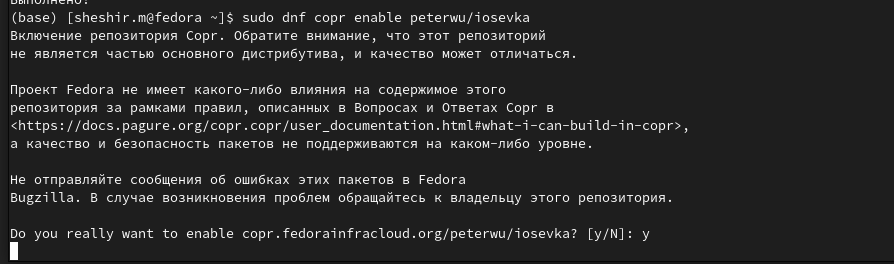 Выполнено!
(base) [sheshir.m@fedora ~]$ sudo dnf copr enable peterwu/iosevka
Включение репозитория Copr. Обратите внимание, что этот репозиторий
не является частью основного дистрибутива, и качество может отличаться.
Проект Fedora не имеет какого-либо влияния на содержимое этого
репозитория за рамками правил, описанных в Вопросах и Ответах Copr в
<https://docs.pagure.org/copr.copr/user_documentation.html#what-i-can-build-in-copr>,
а качество и безопасность пакетов не поддерживаются на каком-либо уровне.
Не отправляйте сообщения об ошибках этих пакетов в Fedora
Bugzilla. В случае возникновения проблем обращайтесь к владельцу этого репозитория.
Do you really want to enable copr.fedorainfracloud.org/peterwu/iosevka? [y/N]: y